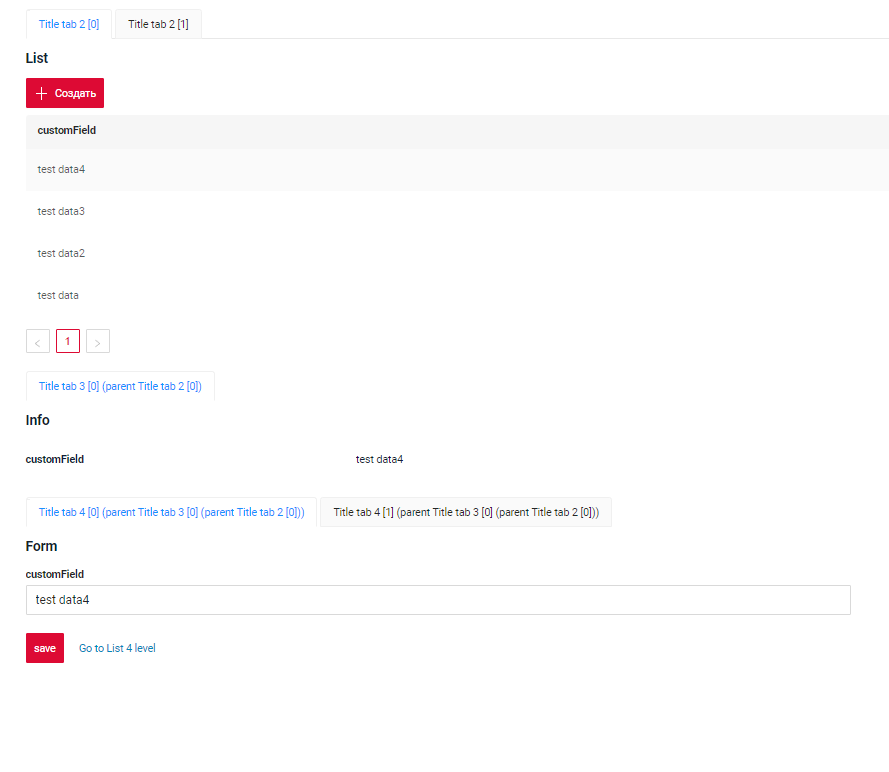 Title tab 2 [0] Title tab 2 [1]
List
Создать
customField
test data4
test data3
test data2
test data
< 1 >
Title tab 3 [0] (parent Title tab 2 [0])
Info
customField test data4
Title tab 4 [0] (parent Title tab 3 [0] (parent Title tab 2 [0])) Title tab 4 [1] (parent Title tab 3 [0] (parent Title tab 2 [0]))
Form
customField
test data4
save Go to List 4 level